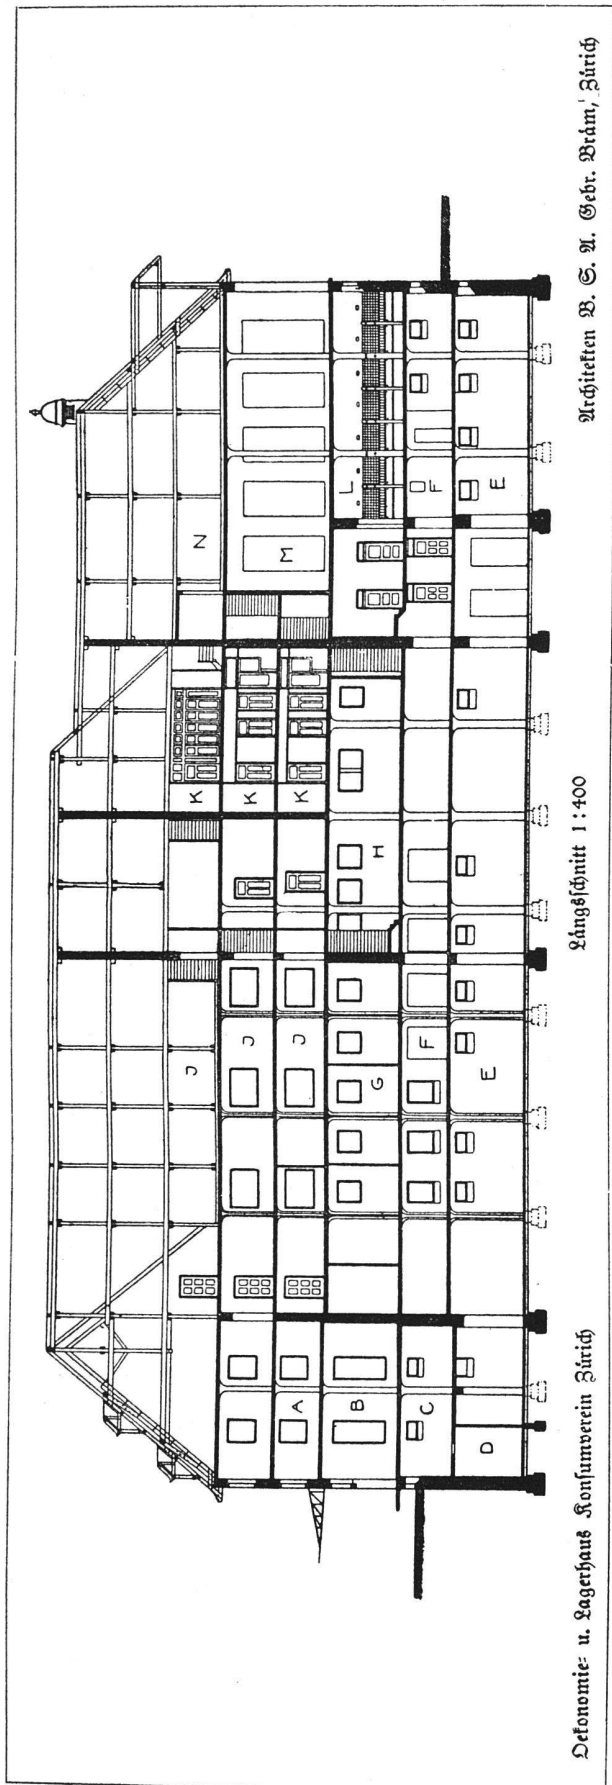 N
K
J
K
J
M
K
J
A
L
H
G
B
F
F
C
E
E
D
Oekonomie= u. Lagerhaus Konsumverein Zürich
Längsschnitt 1:400
Architekten B. S. A. Gebr. Bräm, Zürich